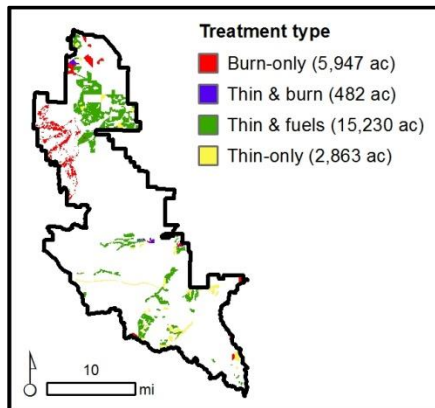 Treatment type
Burn-only (5,947 ac)
Thin & burn (482 ac)
Thin & fuels (15,230 ac)
Thin-only (2,863 ac)
10
mi